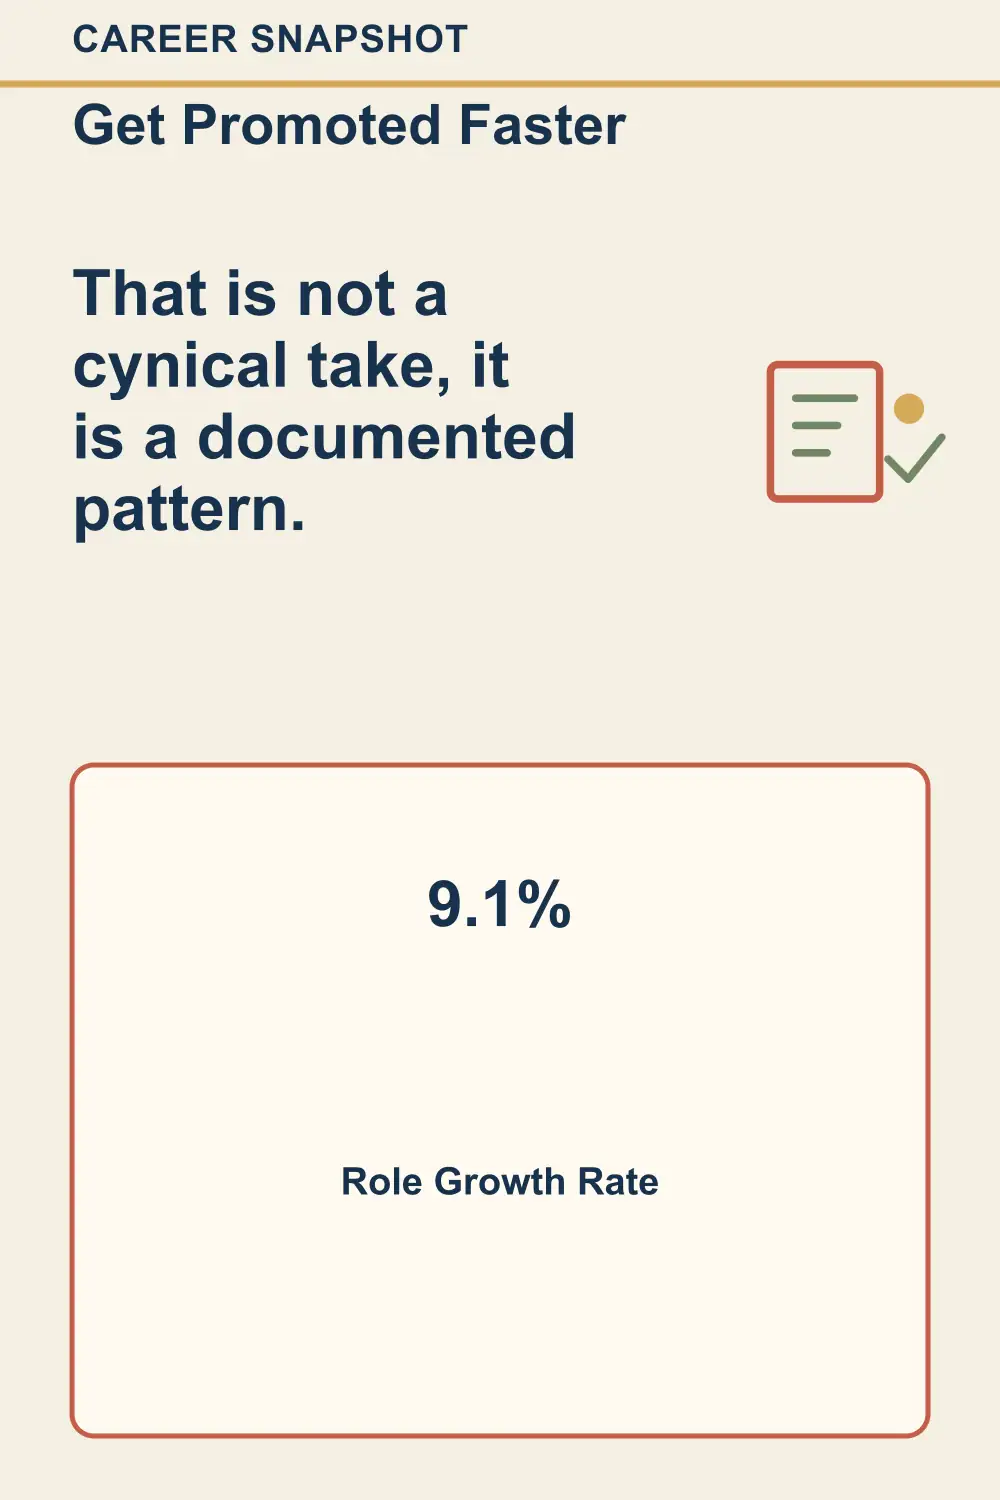 CAREER SNAPSHOT
Get Promoted Faster
That is not a
cynical take, it
is a documented
pattern.
9.1%
Role Growth Rate